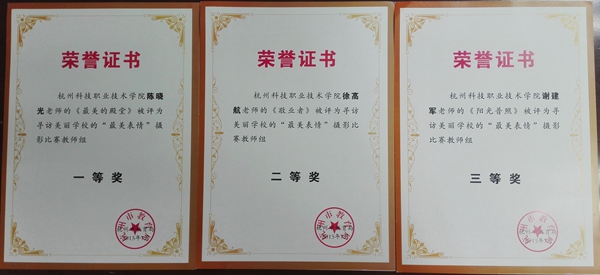 荣誉证书
杭州科技职业技术学院陈晓
光老师的《最美的殿堂》被评为
寻访美丽学校的“最美表情”摄影
比赛教师组
一等奖
荣誉证书
杭州科技职业技术学院徐高
航老师的《敬业者》被评为寻访
美丽学校的“最美表情”摄影比
赛教师组
二等奖
荣誉证书
杭州科技职业技术学院谢建
军老师的《阳光普照》被评为寻
访美丽学校的“最美表情”摄影
比赛教师组
三等奖